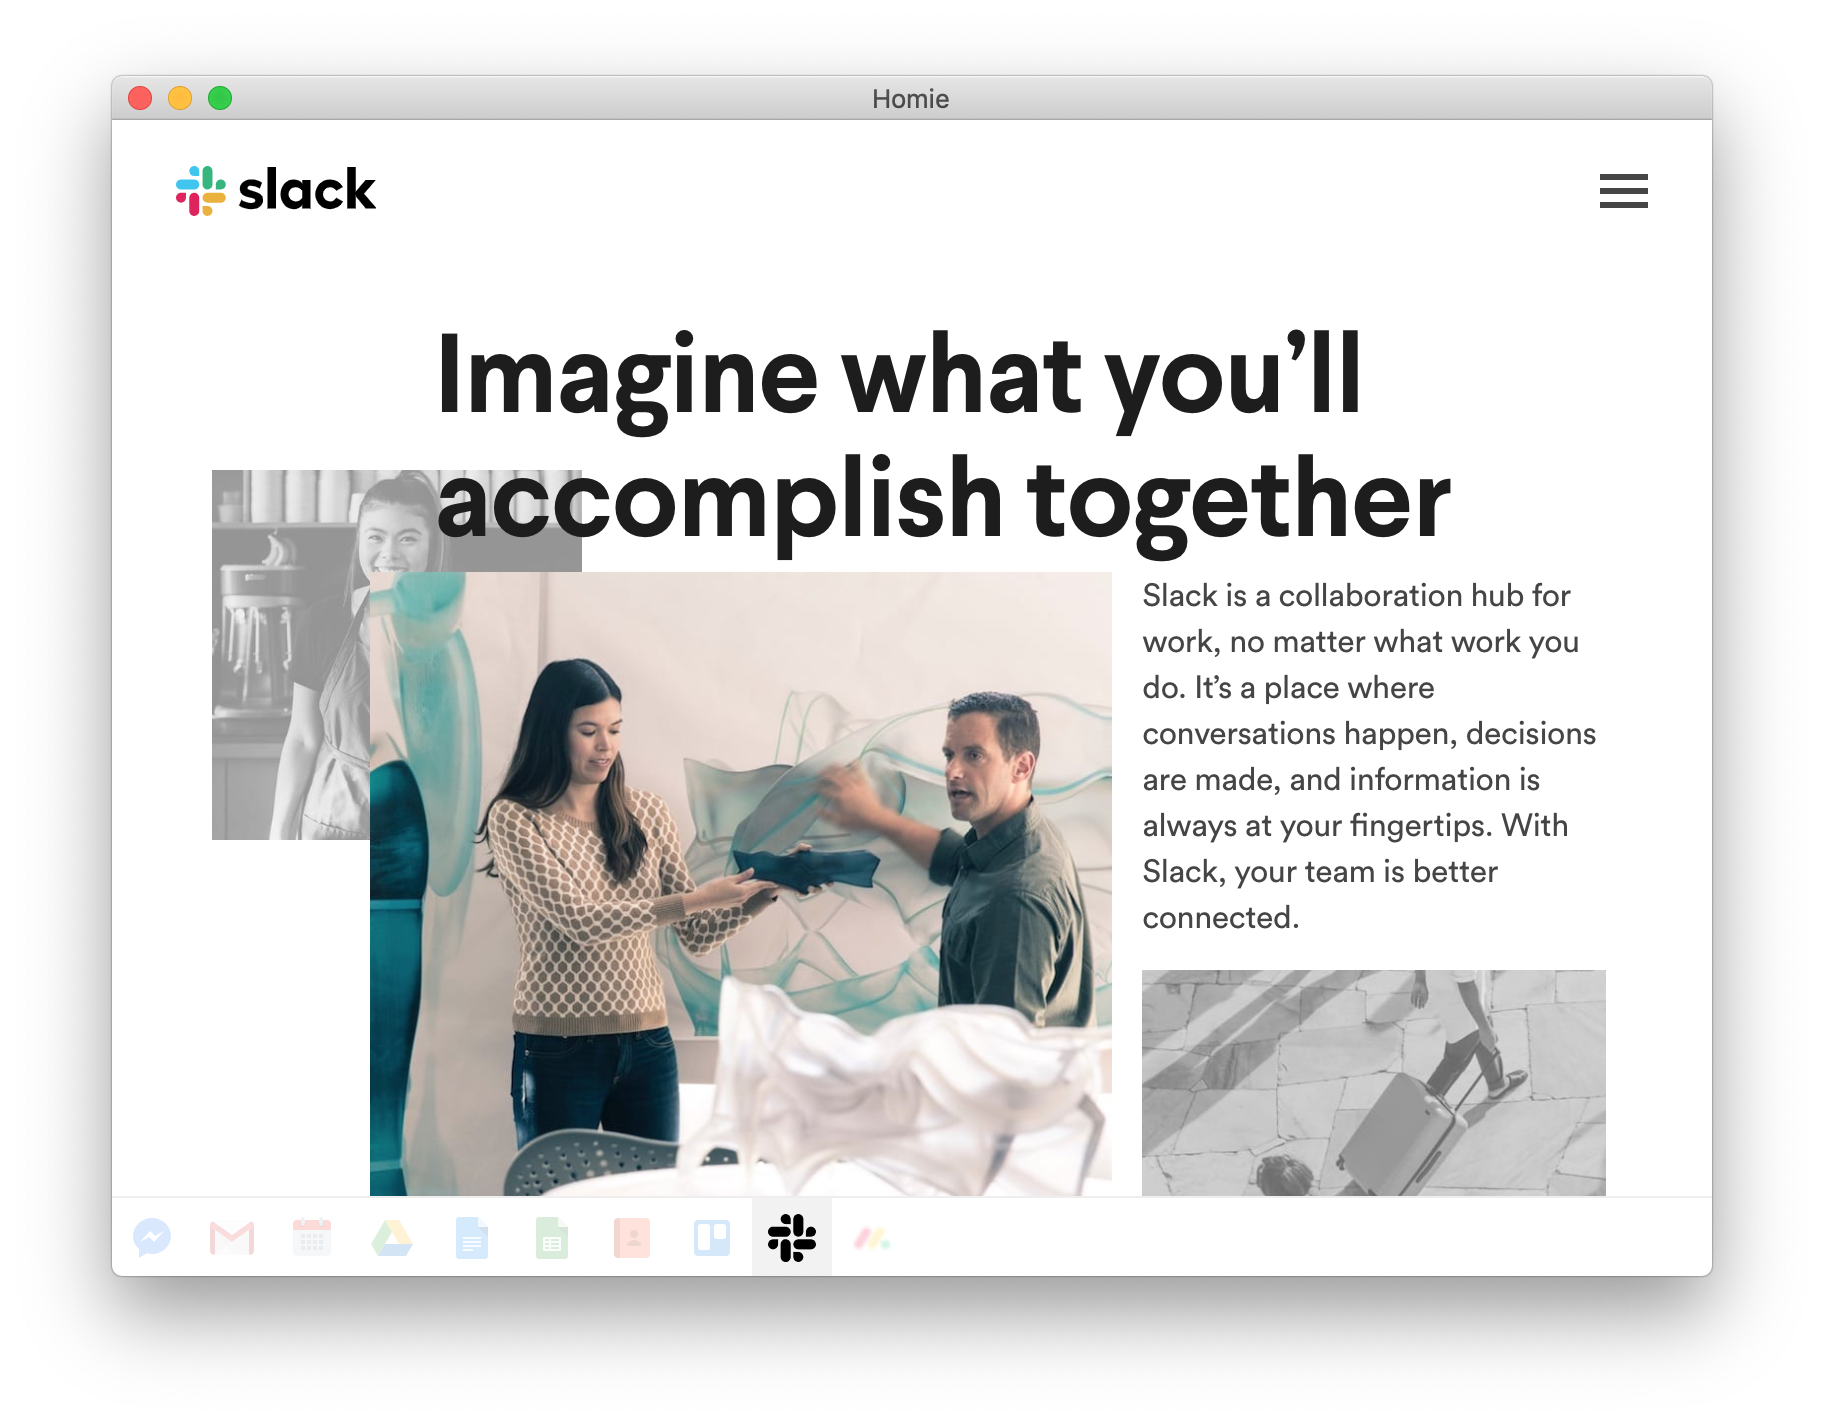 Homie
slack
Imagine what you’ll
accomplish together
Slack is a collaboration hub for
work, no matter what work you
do. It’s a place where
conversations happen, decisions
are made, and information is
always at your fingertips. With
Slack, your team is better
connected.